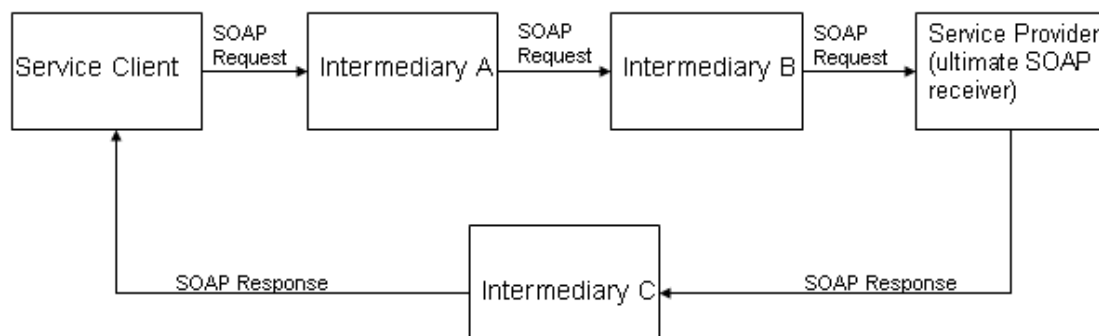 Service Client
SOAP
Request
Intermediary A
SOAP
Request
Intermediary B
SOAP
Request
Service Provider
(ultimate SOAP
receiver)
SOAP Response
Intermediary C
SOAP Response